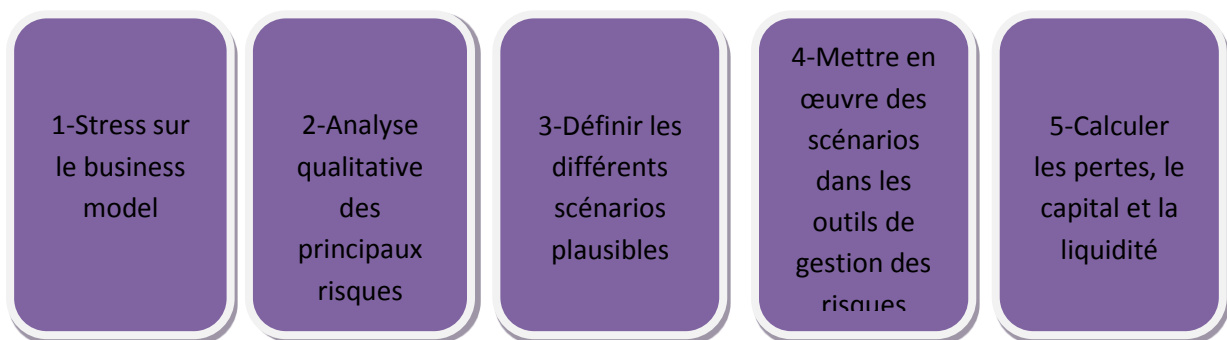 1-Stress sur
le business
model
2-Analyse
qualitative
des
principaux
risques
3-Définir les
différents
scénarios
plausibles
4-Mettre en
œuvre des
scénarios
dans les
outils de
gestion des
risques
5-Calculer
les pertes, le
capital et la
liquidité